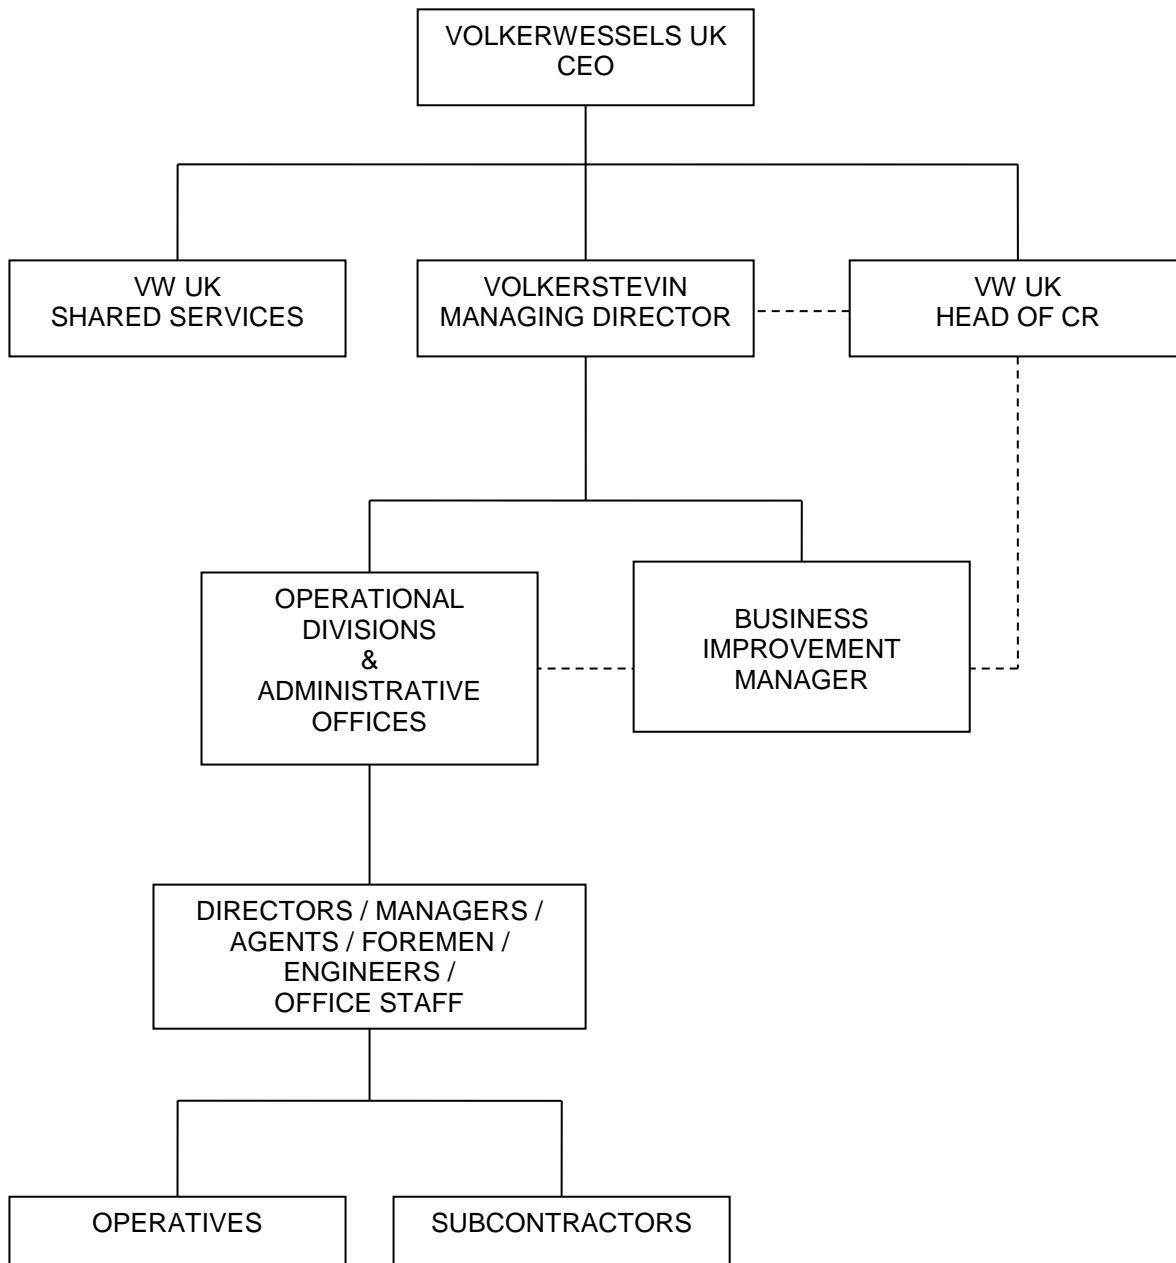 VOLKERWESSELS UK
CEO
VW UK
SHARED SERVICES
VOLKERSTEVIN
MANAGING DIRECTOR
VW UK
HEAD OF CR
OPERATIONAL
DIVISIONS
&
ADMINISTRATIVE
OFFICES
BUSINESS
IMPROVEMENT
MANAGER
DIRECTORS / MANAGERS /
AGENTS / FOREMEN /
ENGINEERS /
OFFICE STAFF
OPERATIVES
SUBCONTRACTORS